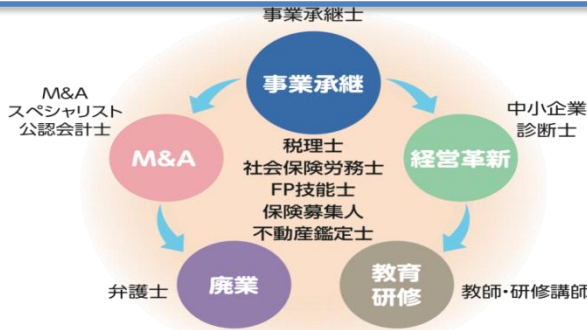 事業承継士
事業承継
M&A
スペシャリスト
公認会計士
中小企業
診断士
M&A
税理士
社会保険労務士
FP技能士
保険募集人
不動産鑑定士
経営革新
弁護士
廃業
教育
研修
教師・研修講師